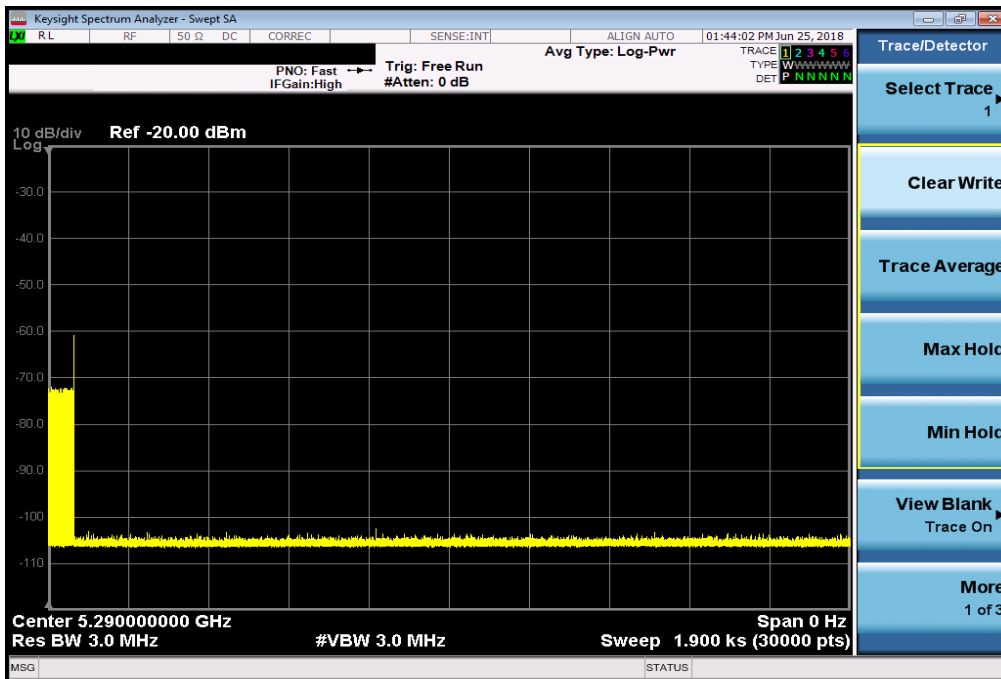 Keysight Spectrum Analyzer - Swept SA
LXI RL RF 50 Ω DC CORREC SENSE:INT ALIGN AUTO 01:44:02 PM Jun 25, 2018
Avg Type: Log-Pwr
TRACE 1 2 3 4 5 6
TYPE WWWWWW
DET P N N N N N
PNO: Fast
IFGain:High
Trig: Free Run
#Atten: 0 dB
10 dB/div Ref -20.00 dBm
Log
-30.0
-40.0
-50.0
-60.0
-70.0
-80.0
-90.0
-100
-110
Center 5.290000000 GHz Span 0 Hz
Res BW 3.0 MHz #VBW 3.0 MHz Sweep 1.900 ks (30000 pts)
MSG STATUS
Trace/Detector
Select Trace
1
Clear Write
Trace Average
Max Hold
Min Hold
View Blank
Trace On
More
1 of 3